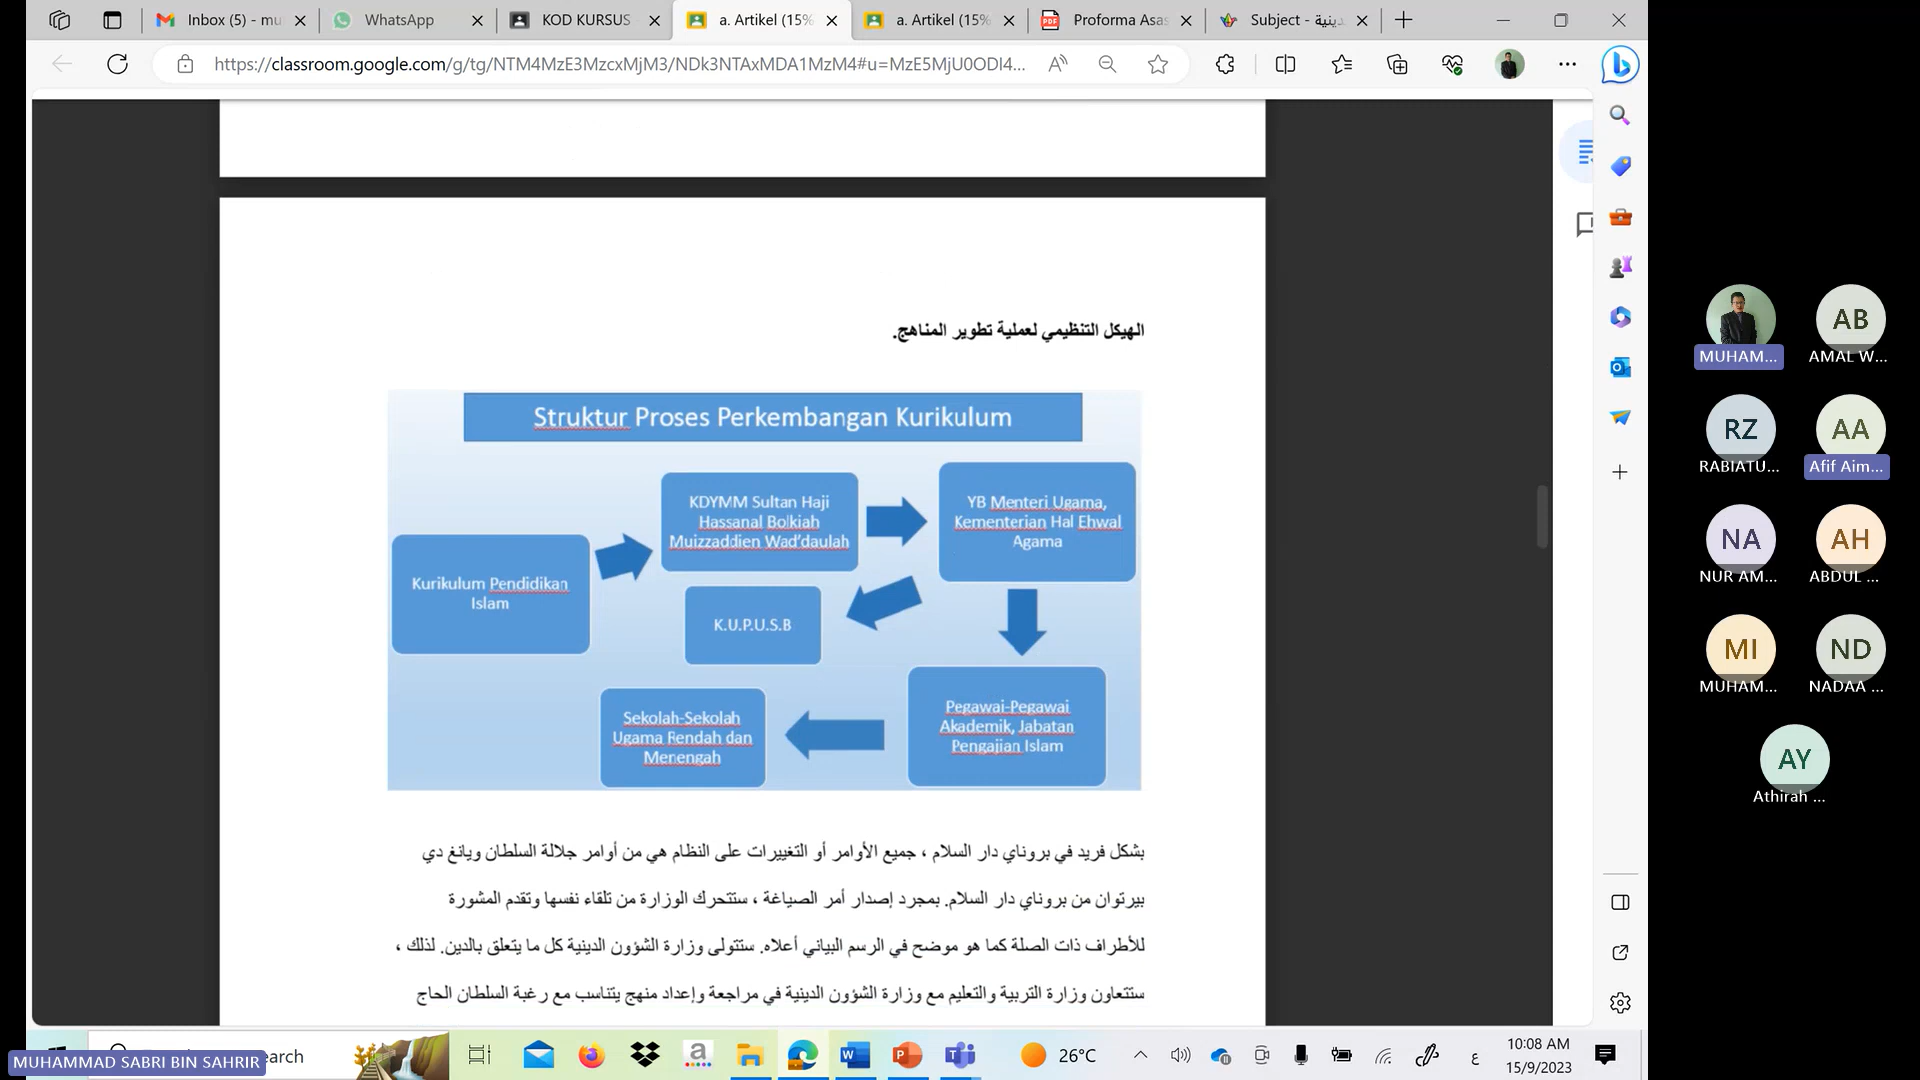 Inbox (5) - mu
WhatsApp
KOD KURSUS
a. Artikel (15%
a. Artikel (15%
Proforma Asas
Subject - دينية
https://classroom.google.com/g/tg/NTM4MzE3MzcxMjM3/NDk3NTAxMDA1MzM4#u=MzE5MjU0ODI4...
الهيكل التنظيمي لعملية تطوير المناهج.
Struktur Proses Perkembangan Kurikulum
KDYMM Sultan Haji
Hassanal Bolkiah
Muizzaddien Wad'daulah
YB Menteri Ugama,
Kementerian Hal Ehwal
Agama
Kurikulum Pendidikan
Islam
K.U.P.U.S.B
Sekolah-Sekolah
Ugama Rendah dan
Menengah
Pegawai-Pegawai
Akademik, Jabatan
Pengajian Islam
بشكل فريد في بروناي دار السلام ، جميع الأوامر أو التغييرات على النظام هي من أوامر جلالة السلطان ويانغ دي
بيرتوان من بروناي دار السلام. بمجرد إصدار أمر الصياغة ، ستتحرك الوزارة من تلقاء نفسها وتقدم المشورة
للأطراف ذات الصلة كما هو موضح في الرسم البياني أعلاه. ستتولى وزارة الشؤون الدينية كل ما يتعلق بالدين. لذلك ،
ستتعاون وزارة التربية والتعليم مع وزارة الشؤون الدينية في مراجعة وإعداد منهج يتناسب مع رغبة السلطان الحاج
MUHAM...
AB
AMAL W...
RZ
RABIATU...
AA
Afif Aim...
NA
NUR AM...
AH
ABDUL ...
MI
MUHAM...
ND
NADAA ...
AY
Athirah ...
earch
MUHAMMAD SABRI BIN SAHRIR
26°C
ع
10:08 AM
15/9/2023